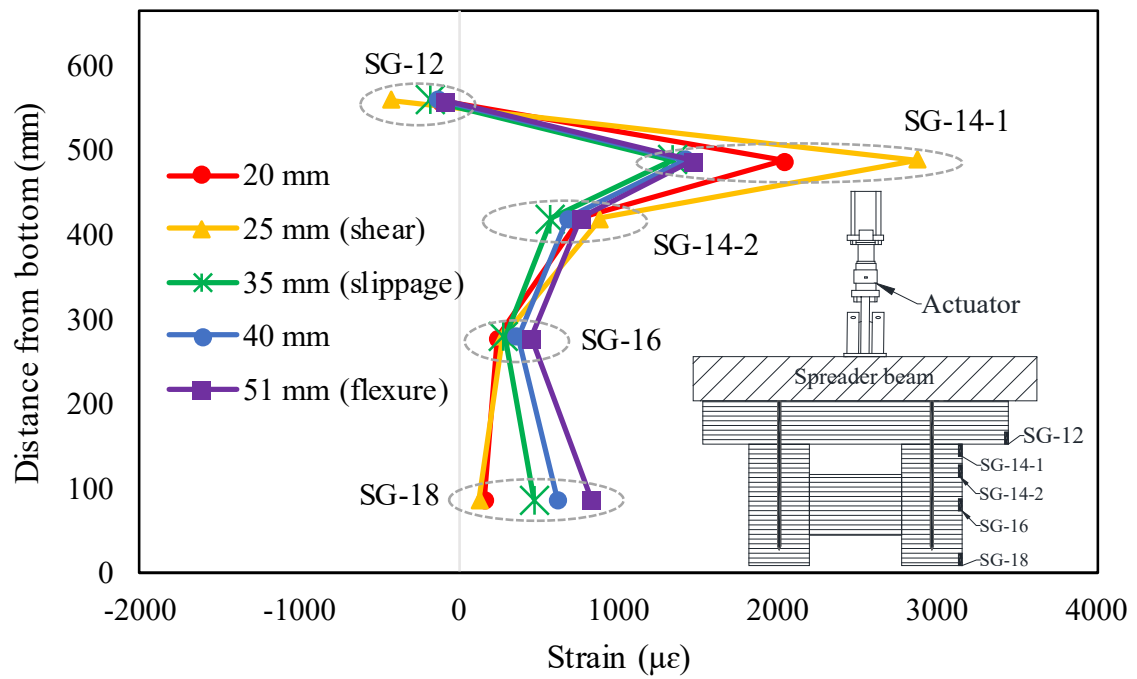 600
500
400
300
200
100
0
Distance from bottom (mm)
-2000
-1000
0
1000
2000
3000
4000
Strain (με)
20 mm
25 mm (shear)
35 mm (slippage)
40 mm
51 mm (flexure)
SG-12
SG-14-1
SG-14-2
SG-16
SG-18
Actuator
Spreader beam
SG-12
SG-14-1
SG-14-2
SG-16
SG-18